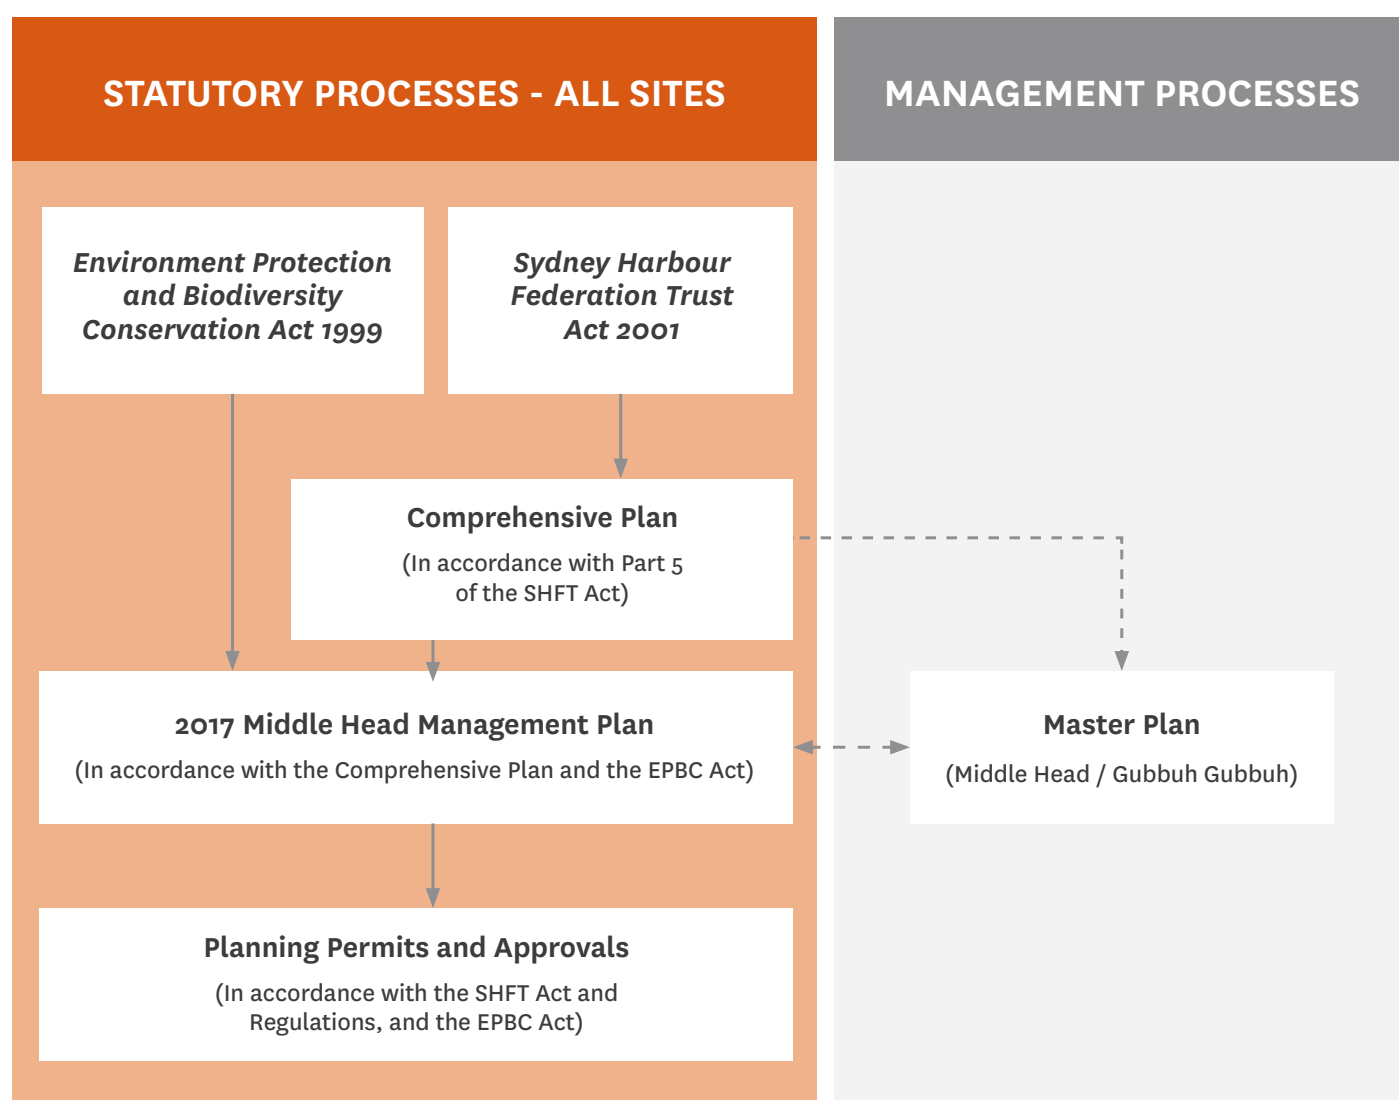 STATUTORY PROCESSES - ALL SITES
MANAGEMENT PROCESSES
Environment Protection
and Biodiversity
Conservation Act 1999
Sydney Harbour
Federation Trust
Act 2001
Comprehensive Plan
(In accordance with Part 5
of the SHFT Act)
2017 Middle Head Management Plan
(In accordance with the Comprehensive Plan and the EPBC Act)
Master Plan
(Middle Head / Gubbuh Gubbuh)
Planning Permits and Approvals
(In accordance with the SHFT Act and
Regulations, and the EPBC Act)